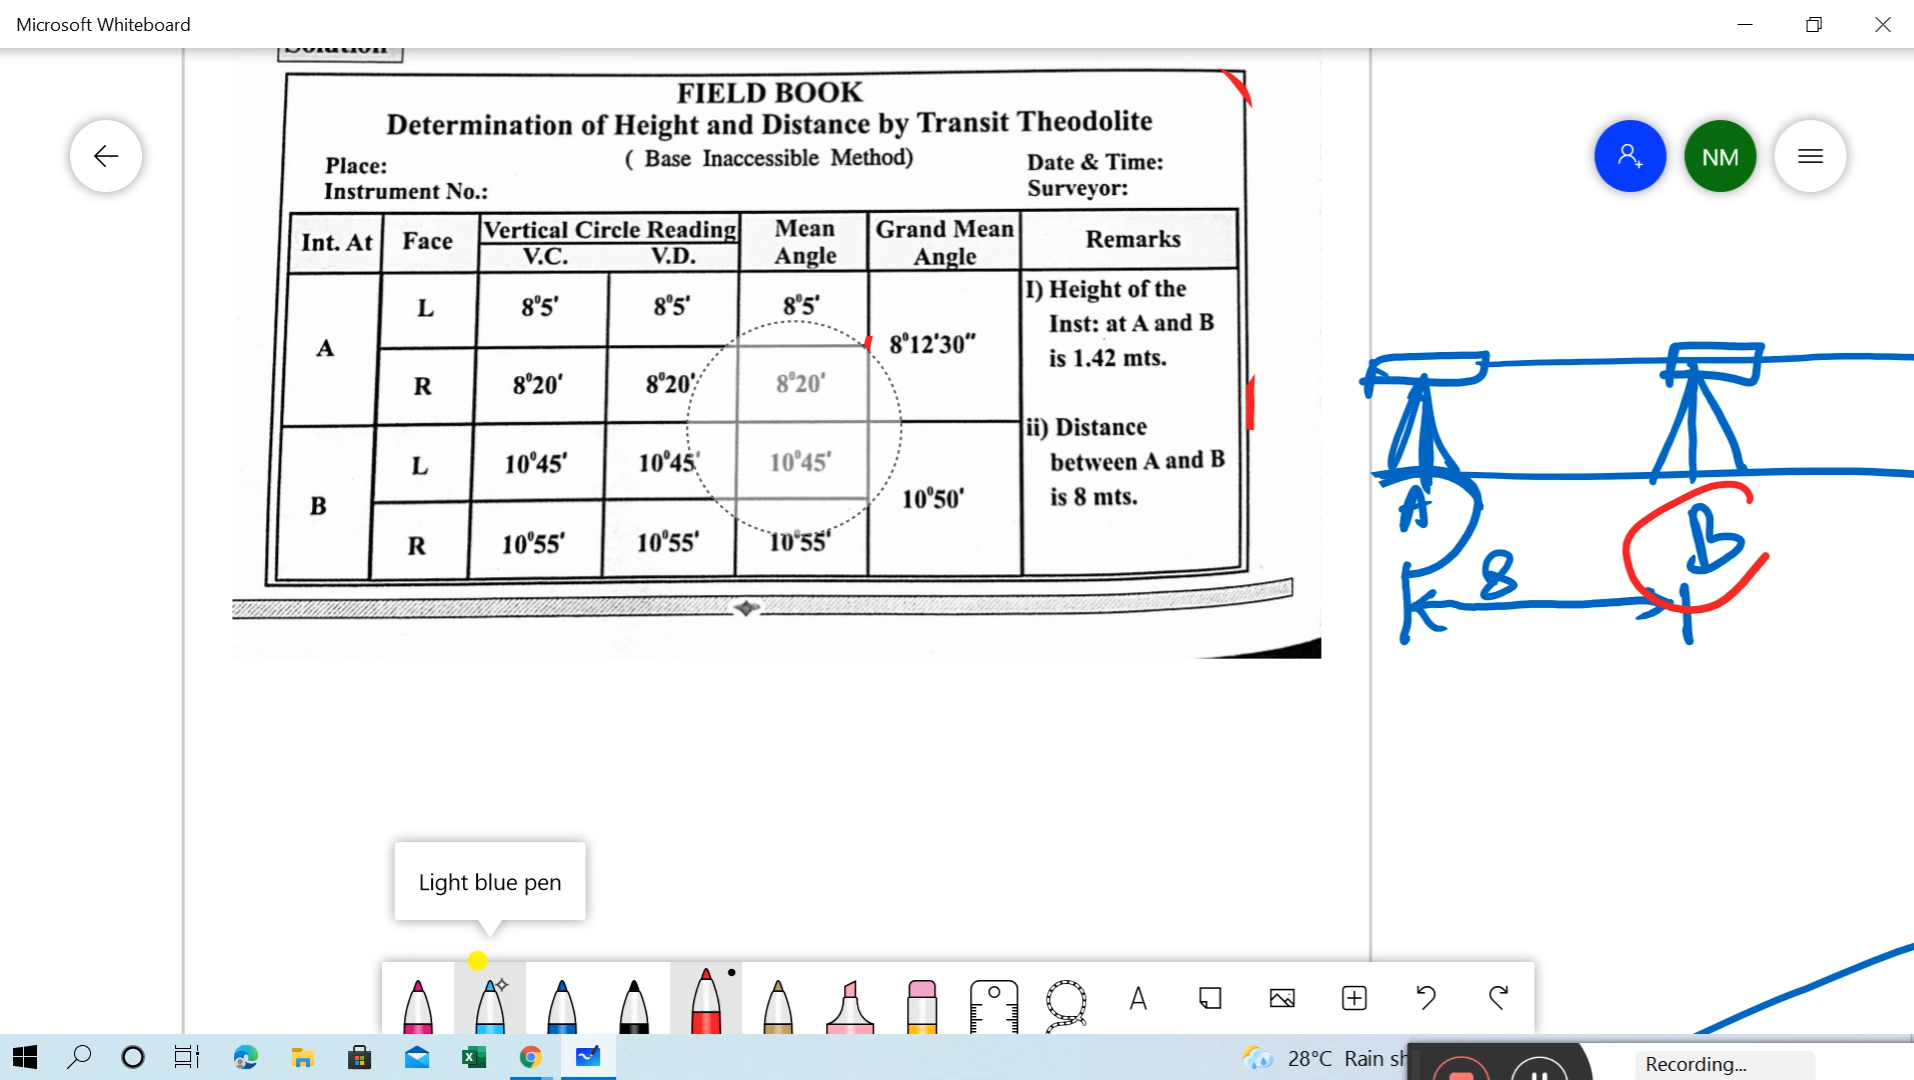 Microsoft Whiteboard
Solution
FIELD BOOK
Determination of Height and Distance by Transit Theodolite
( Base Inaccessible Method)
Place:
Date & Time:
Instrument No.:
Surveyor:
Int. At Face Vertical Circle Reading Mean Angle Grand Mean Angle Remarks
V.C. V.D.
A L 8°5' 8°5' 8°5' 8°12'30"
R 8°20' 8°20' 8°20'
B L 10°45' 10°45' 10°45' 10°50'
R 10°55' 10°55' 10°55'
I) Height of the
Inst: at A and B
is 1.42 mts.
ii) Distance
between A and B
is 8 mts.
NM
A
B
8
Light blue pen
A
28°C Rain sh
Recording...